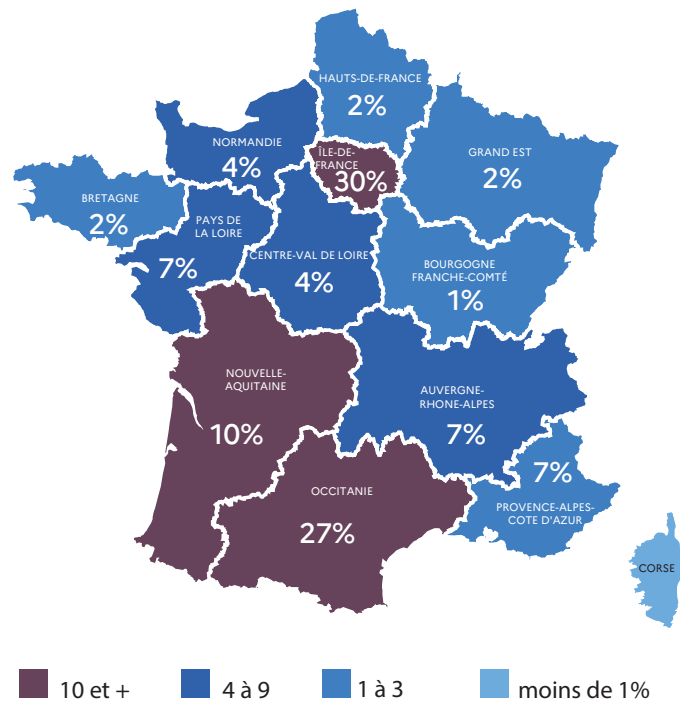 HAUTS-DE-FRANCE
2%
NORMANDIE
4%
ÎLE-DE-
FRANCE
30%
GRAND EST
2%
BRETAGNE
2%
PAYS DE
LA LOIRE
7%
CENTRE-VAL DE LOIRE
4%
BOURGOGNE
FRANCHE-COMTÉ
1%
NOUVELLE-
AQUITAINE
10%
AUVERGNE-
RHONE-ALPES
7%
OCCITANIE
27%
7%
PROVENCE-ALPES-
COTE D'AZUR
CORSE
10 et +
4 à 9
1 à 3
moins de 1%